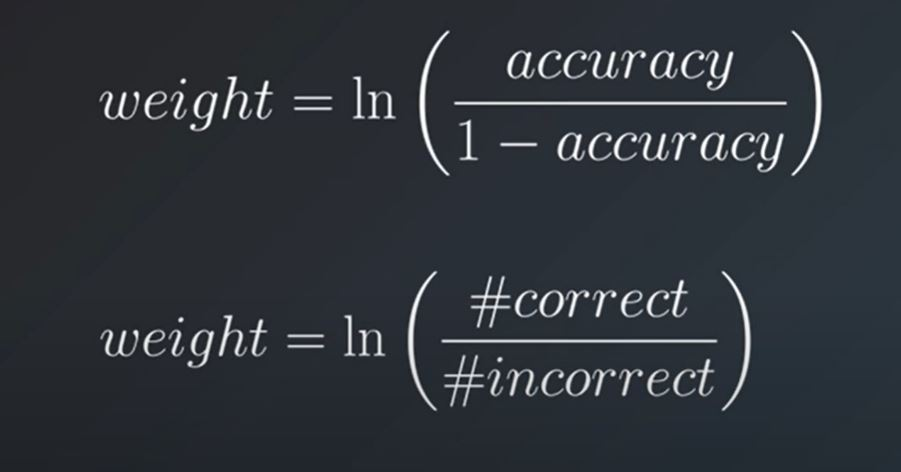 weight = ln ( accuracy / 1 − accuracy )
weight = ln ( #correct / #incorrect )